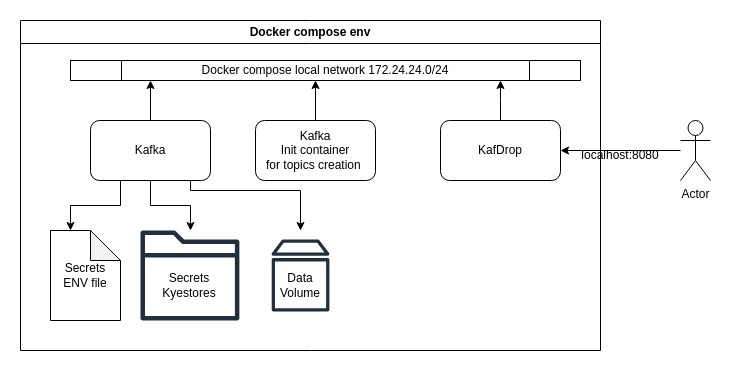 Docker compose env
Docker compose local network 172.24.24.0/24
Kafka
Kafka
Init container
for topics creation
KafDrop
localhost:8080
Actor
Secrets
ENV file
Secrets
Kyestores
Data
Volume